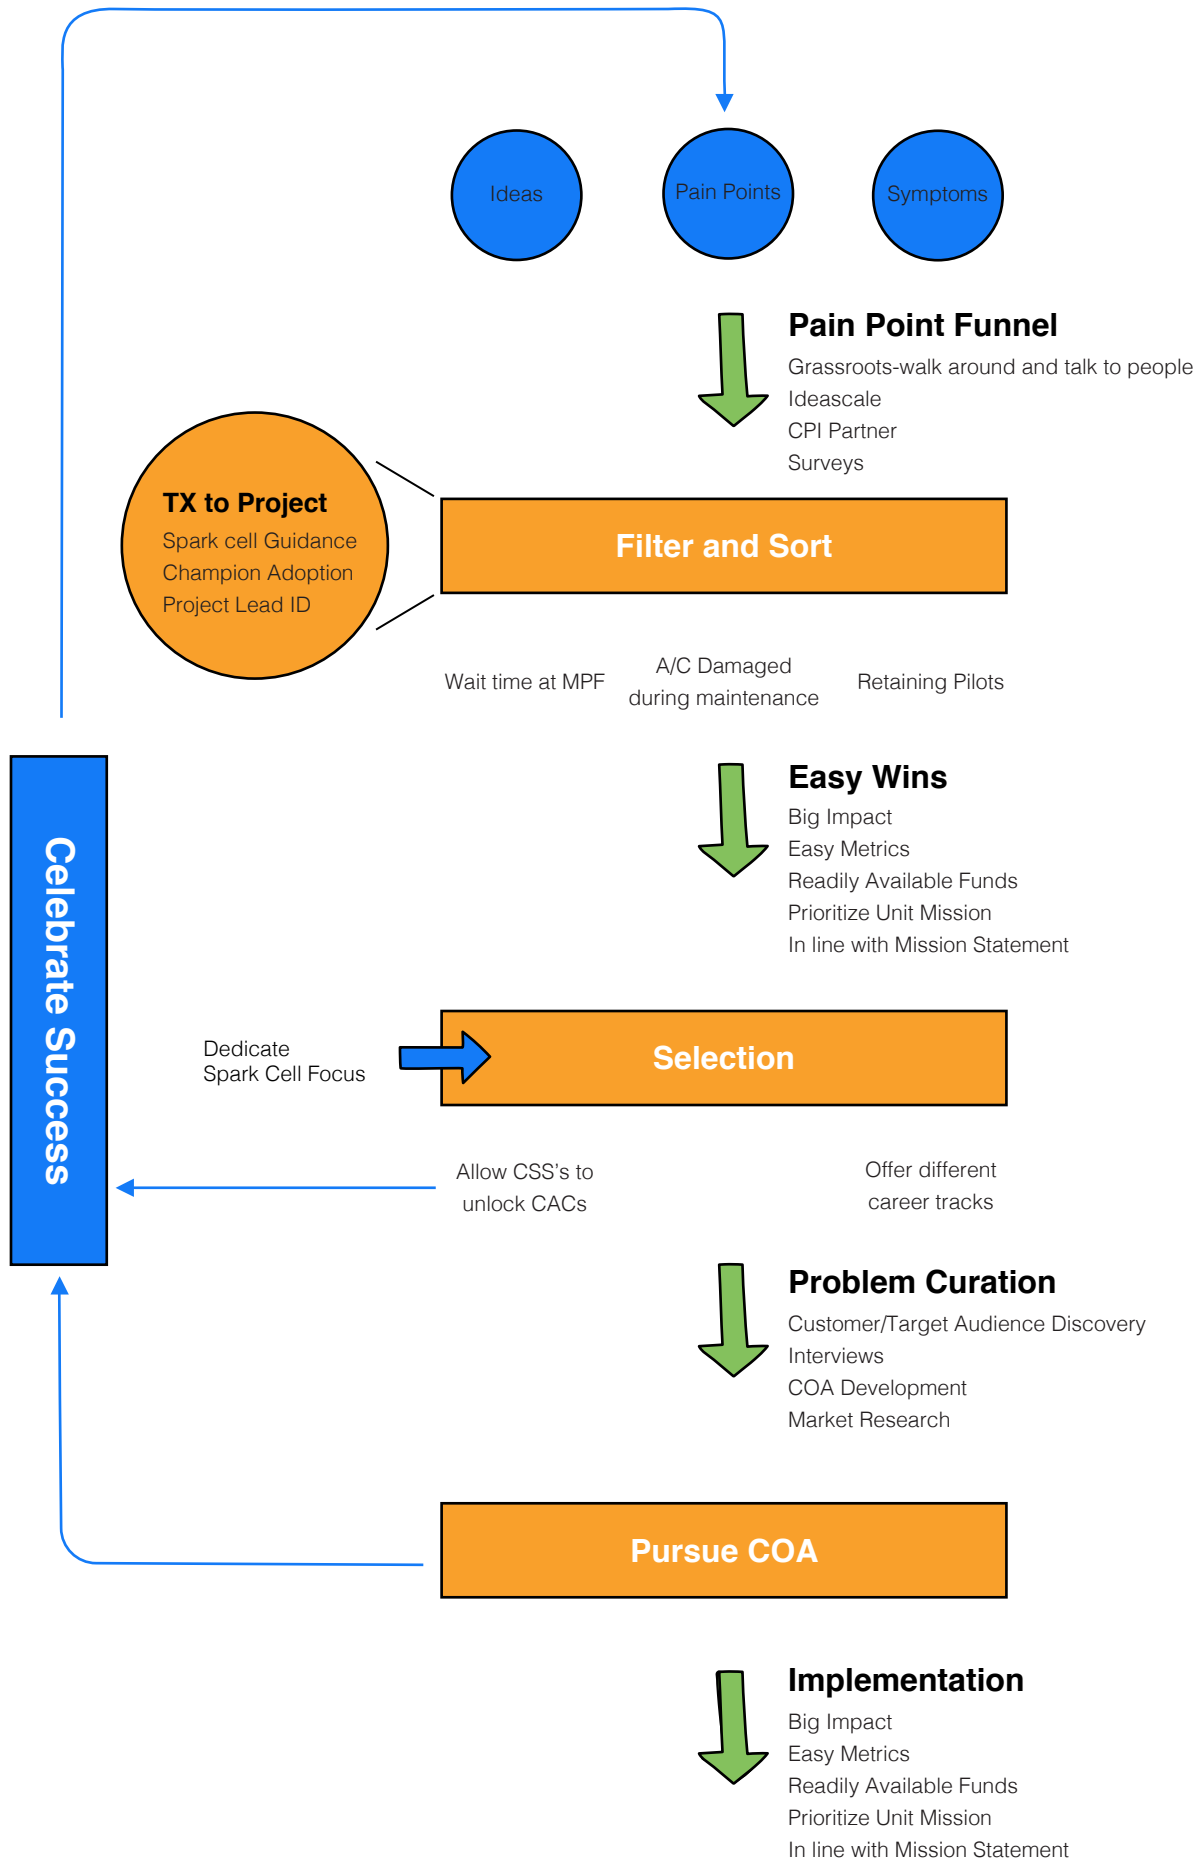 Ideas
Pain Points
Symptoms
Pain Point Funnel
Grassroots-walk around and talk to people
Ideascale
CPI Partner
Surveys
TX to Project
Spark cell Guidance
Champion Adoption
Project Lead ID
Filter and Sort
Wait time at MPF
A/C Damaged
during maintenance
Retaining Pilots
Easy Wins
Big Impact
Easy Metrics
Readily Available Funds
Prioritize Unit Mission
In line with Mission Statement
Celebrate Success
Dedicate
Spark Cell Focus
Selection
Allow CSS's to
unlock CACs
Offer different
career tracks
Problem Curation
Customer/Target Audience Discovery
Interviews
COA Development
Market Research
Pursue COA
Implementation
Big Impact
Easy Metrics
Readily Available Funds
Prioritize Unit Mission
In line with Mission Statement